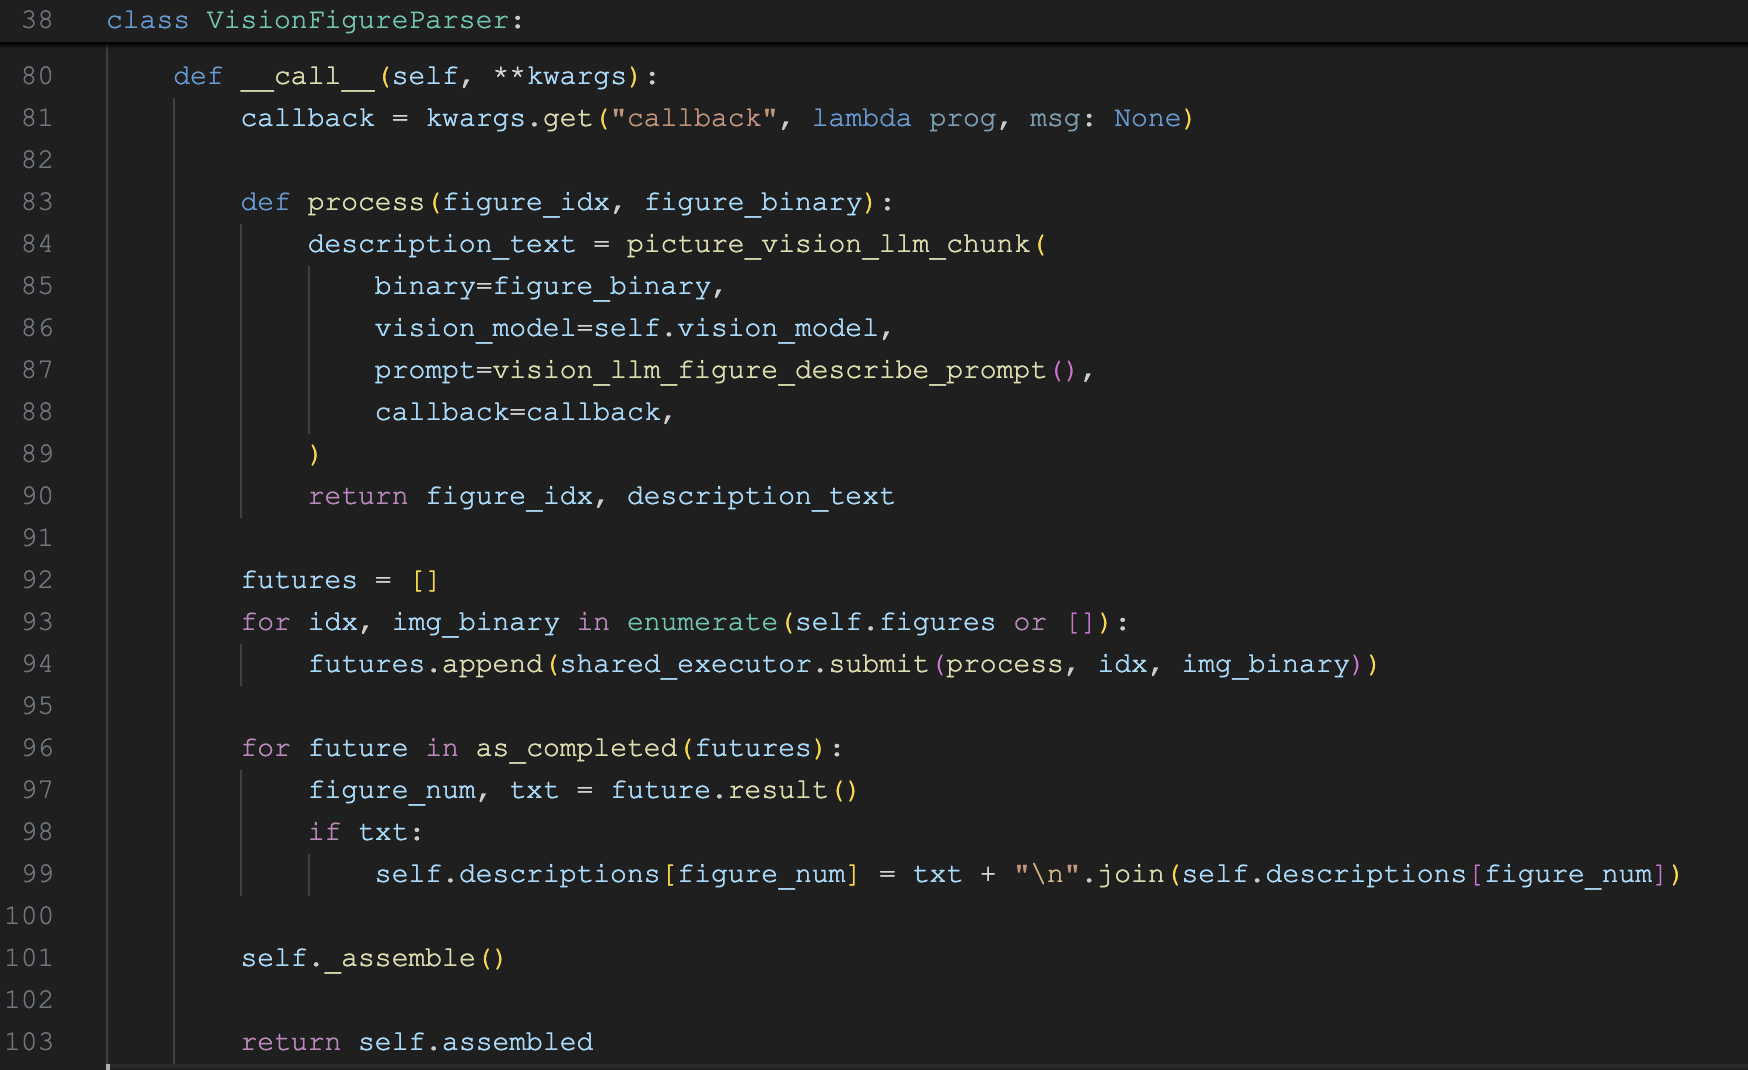 38 class VisionFigureParser:
80 def __call__(self, **kwargs):
81 callback = kwargs.get("callback", lambda prog, msg: None)
82
83 def process(figure_idx, figure_binary):
84 description_text = picture_vision_llm_chunk(
85 binary=figure_binary,
86 vision_model=self.vision_model,
87 prompt=vision_llm_figure_describe_prompt(),
88 callback=callback,
89 )
90 return figure_idx, description_text
91
92 futures = []
93 for idx, img_binary in enumerate(self.figures or []):
94 futures.append(shared_executor.submit(process, idx, img_binary))
95
96 for future in as_completed(futures):
97 figure_num, txt = future.result()
98 if txt:
99 self.descriptions[figure_num] = txt + "\n".join(self.descriptions[figure_num])
100
101 self._assemble()
102
103 return self.assembled